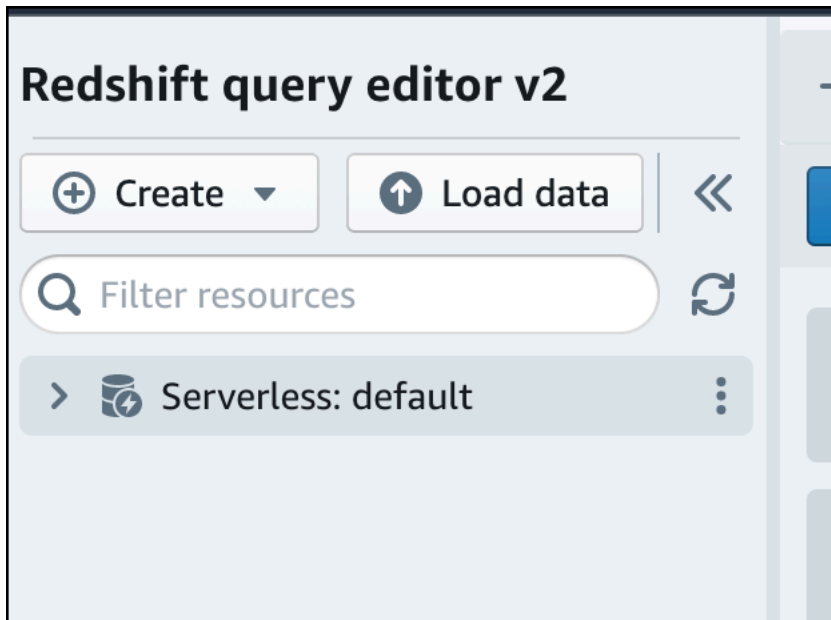 Redshift query editor v2
Create
Load data
Filter resources
Serverless: default